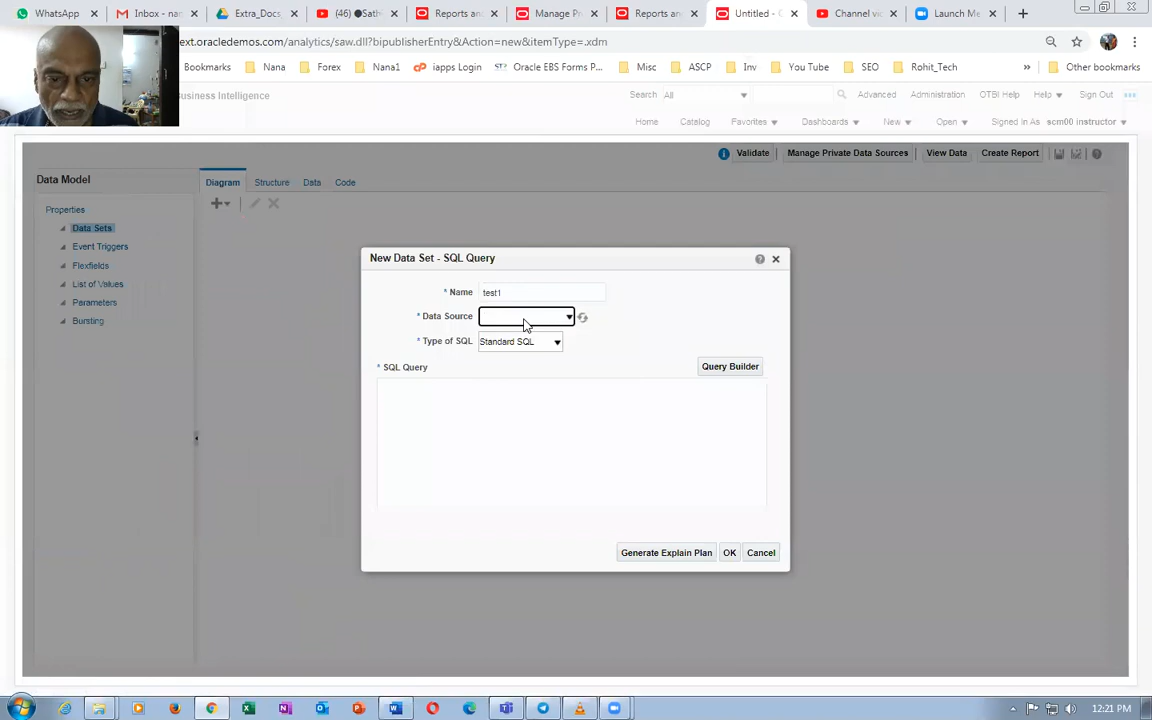 WhatsApp
Inbox - nan
Extra_Docs_
(46) ●Sath
Reports and
Manage Pr
Reports and
Untitled - O
Channel vic
Launch Me
ext.oracledemos.com/analytics/saw.dll?bipublisherEntry&Action=new&itemType=.xdm
Bookmarks
Nana
Forex
Nana1
iapps Login
Oracle EBS Forms P...
Misc
ASCP
Inv
You Tube
SEO
Rohit_Tech
»
Other bookmarks
usiness Intelligence
Search
All
Advanced
Administration
OTBI Help
Help
Sign Out
Home
Catalog
Favorites
Dashboards
New
Open
Signed In As
scm00 instructor
Validate
Manage Private Data Sources
View Data
Create Report
Data Model
Diagram
Structure
Data
Code
Properties
Data Sets
Event Triggers
Flexfields
List of Values
Parameters
Bursting
New Data Set - SQL Query
* Name
test1
* Data Source
* Type of SQL
Standard SQL
* SQL Query
Query Builder
Generate Explain Plan
OK
Cancel
12:21 PM